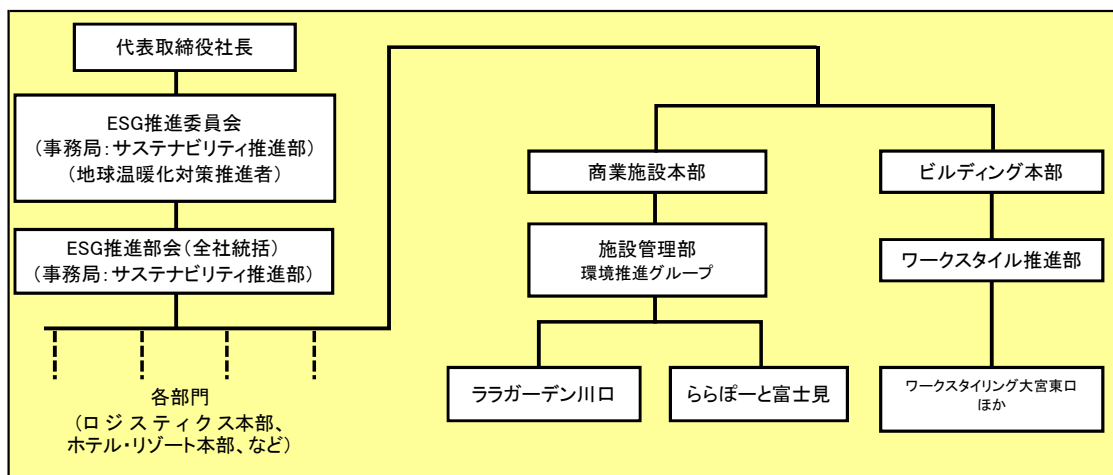 代表取締役社長
ESG推進委員会
（事務局：サステナビリティ推進部）
（地球温暖化対策推進者）
ESG推進部会（全社統括）
（事務局：サステナビリティ推進部）
各部門
（ロジスティクス本部、
ホテル・リゾート本部、など）
商業施設本部
施設管理部
環境推進グループ
ララガーデン川口
ららぽーと富士見
ビルディング本部
ワークスタイル推進部
ワークスタイリング大宮東口
ほか